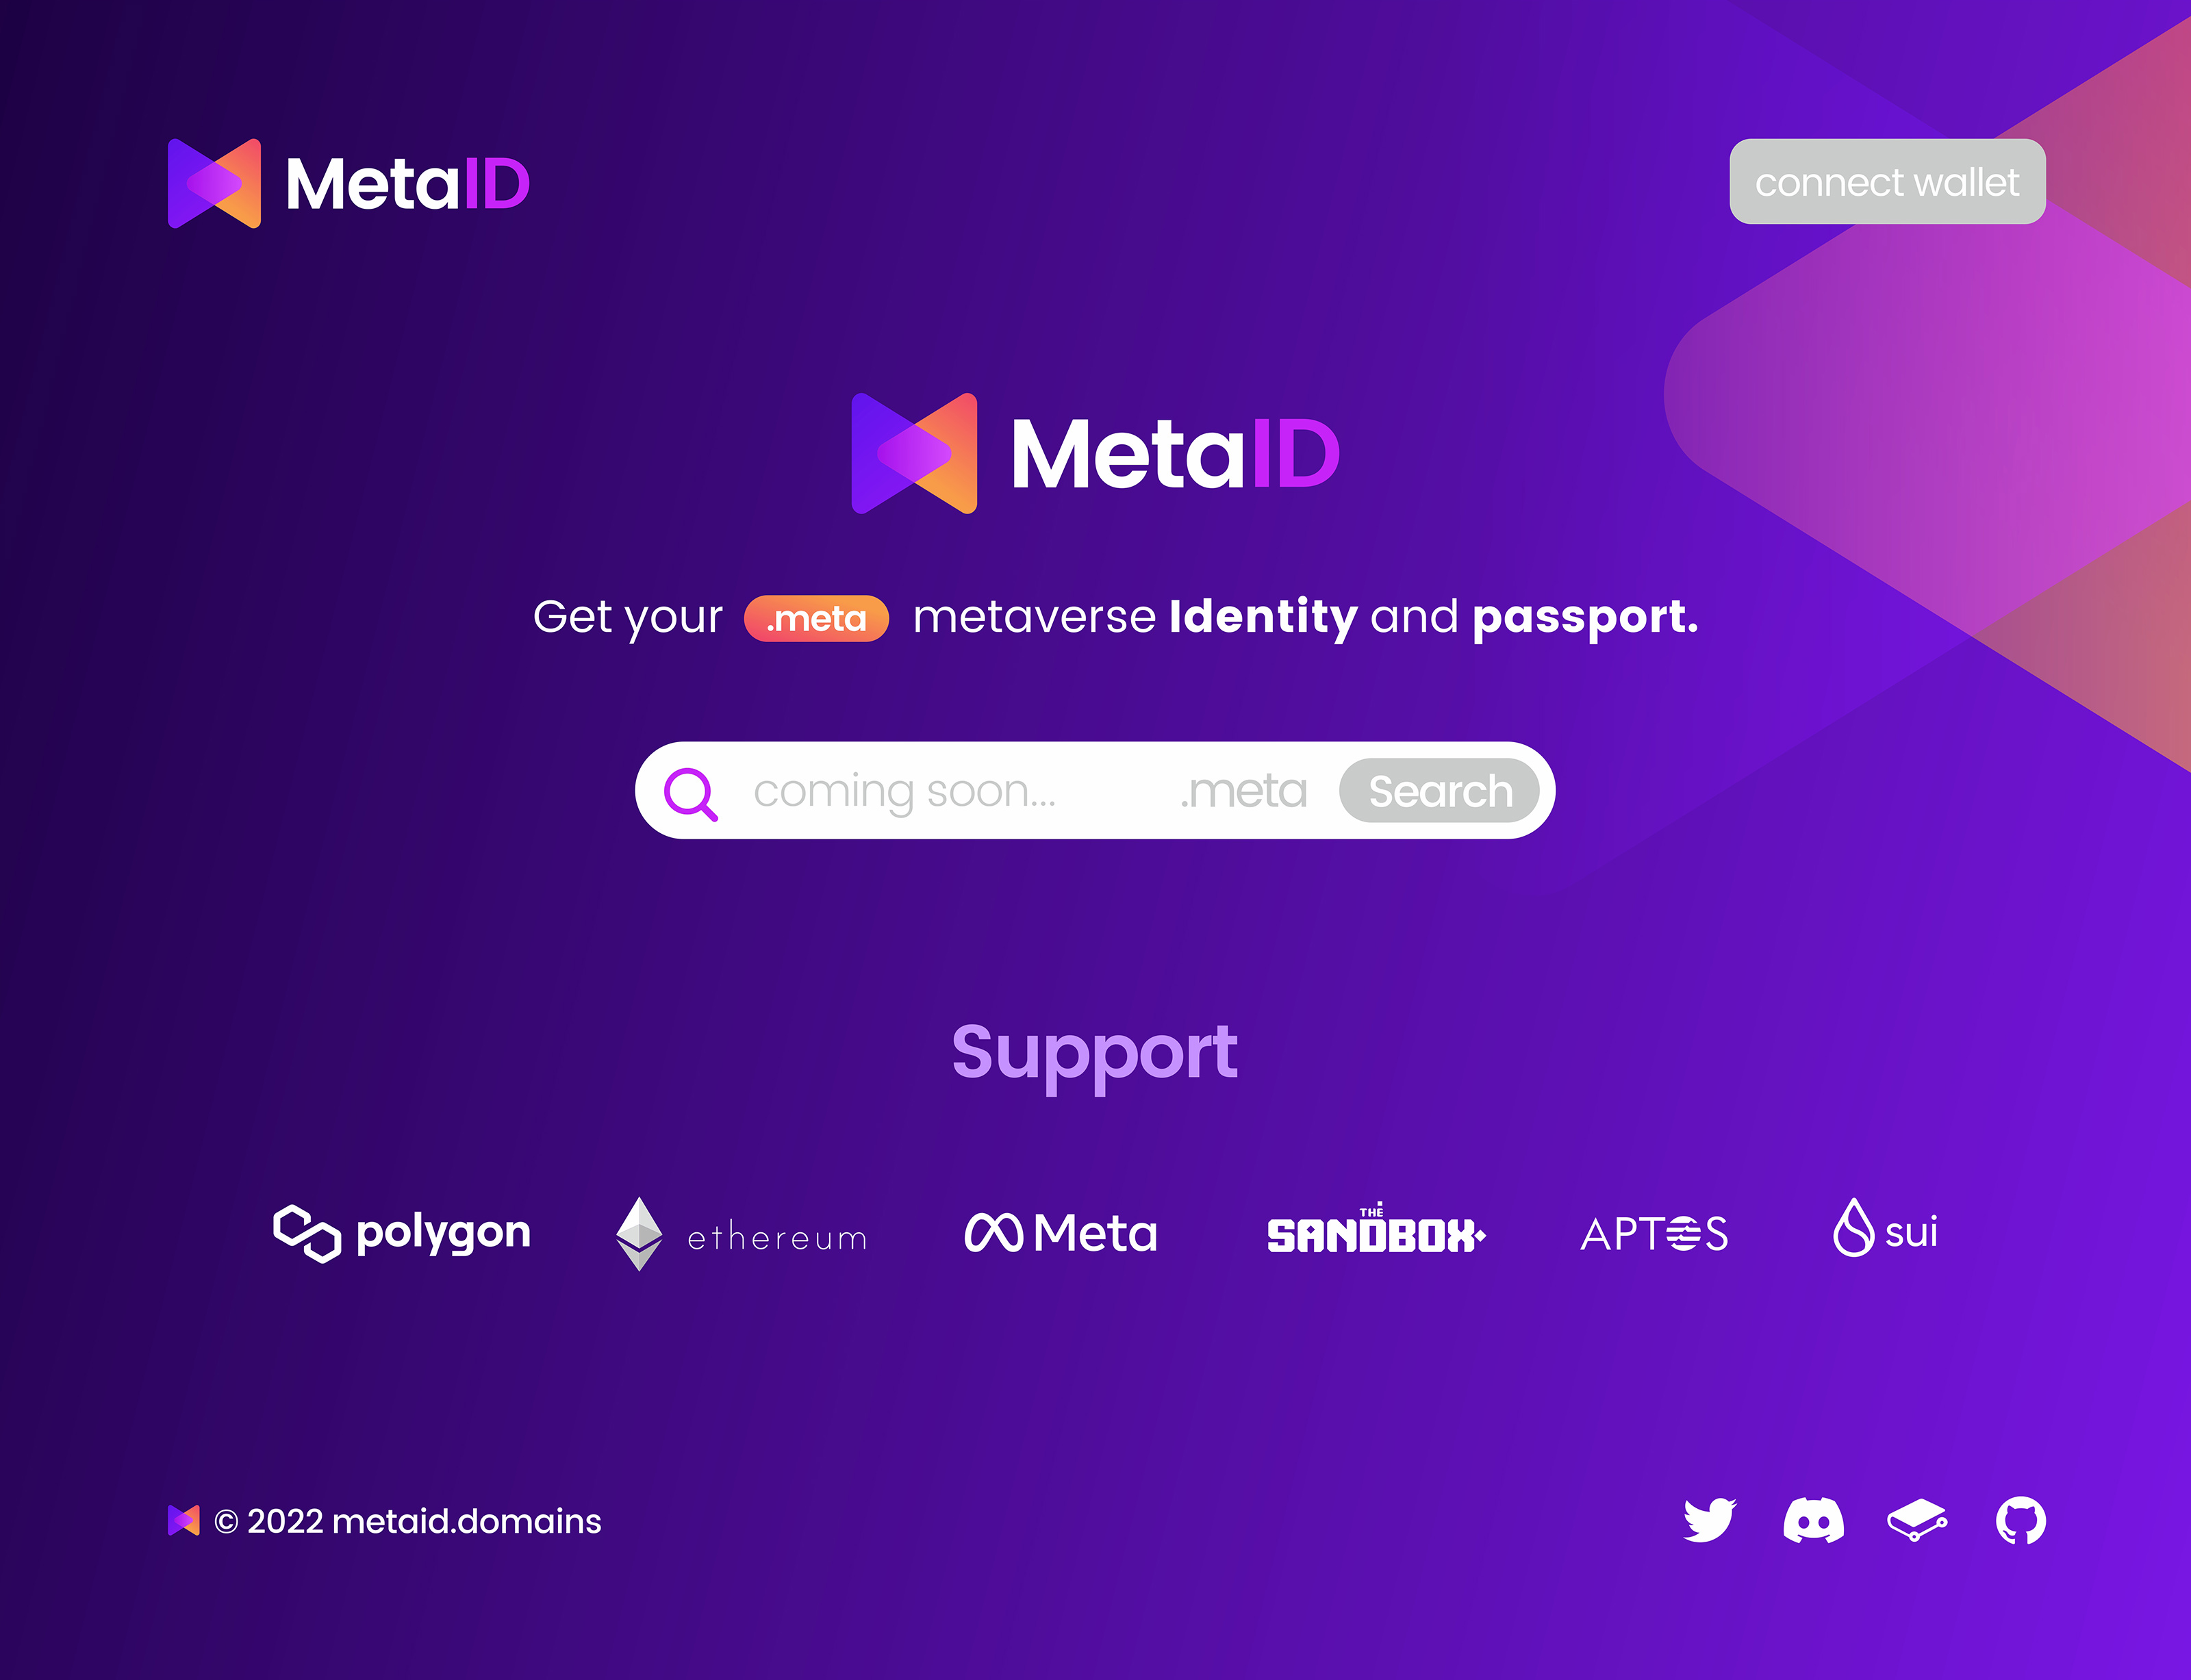 MetaID
connect wallet
MetaID
Get your .meta metaverse Identity and passport.
coming soon... .meta Search
Support
polygon ethereum Meta THE SANDBOX APTOS sui
© 2022 metaid.domains